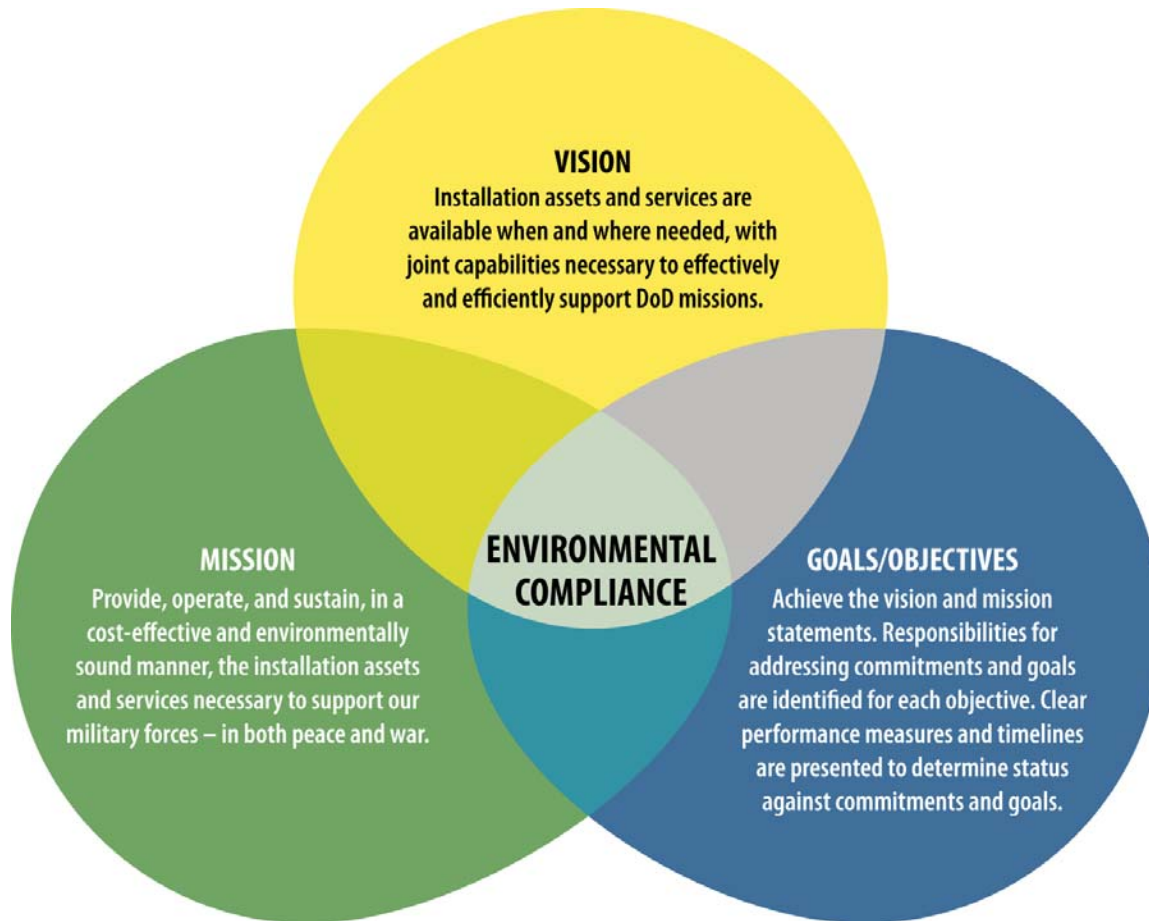 VISION
Installation assets and services are
available when and where needed, with
joint capabilities necessary to effectively
and efficiently support DoD missions.
MISSION
Provide, operate, and sustain, in a
cost-effective and environmentally
sound manner, the installation assets
and services necessary to support our
military forces – in both peace and war.
ENVIRONMENTAL
COMPLIANCE
GOALS/OBJECTIVES
Achieve the vision and mission
statements. Responsibilities for
addressing commitments and goals
are identified for each objective. Clear
performance measures and timelines
are presented to determine status
against commitments and goals.